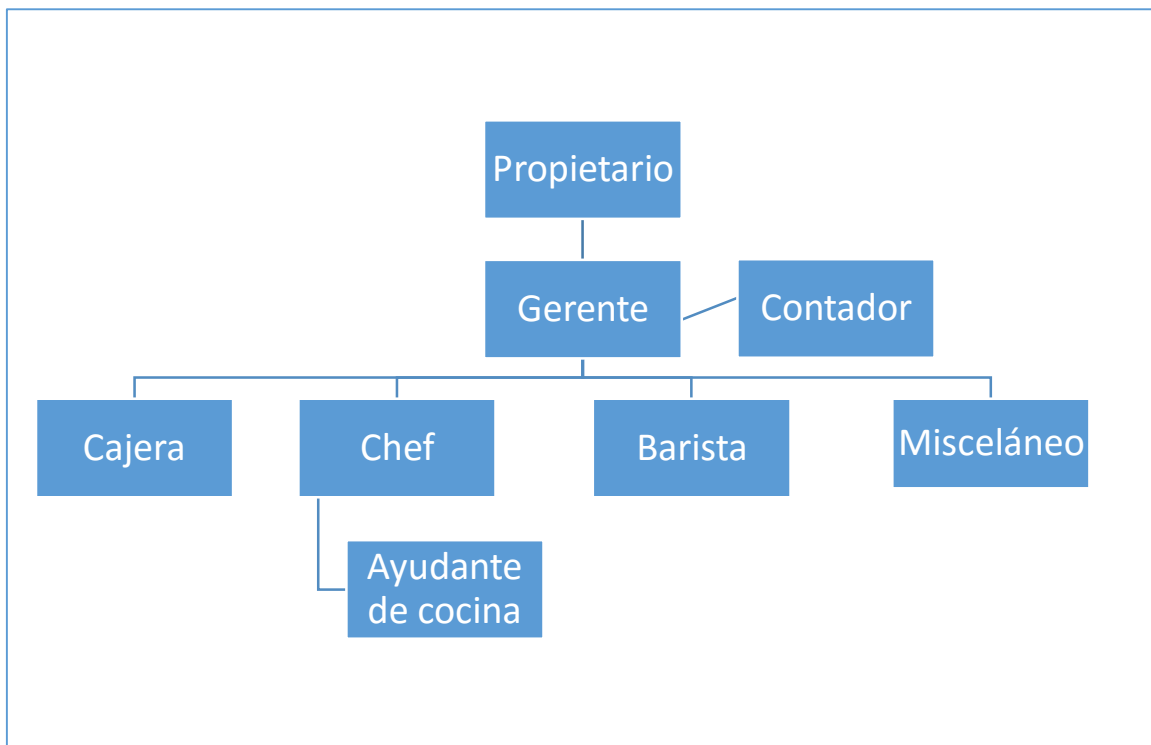 Propietario
Gerente
Contador
Cajera
Chef
Barista
Misceláneo
Ayudante
de cocina